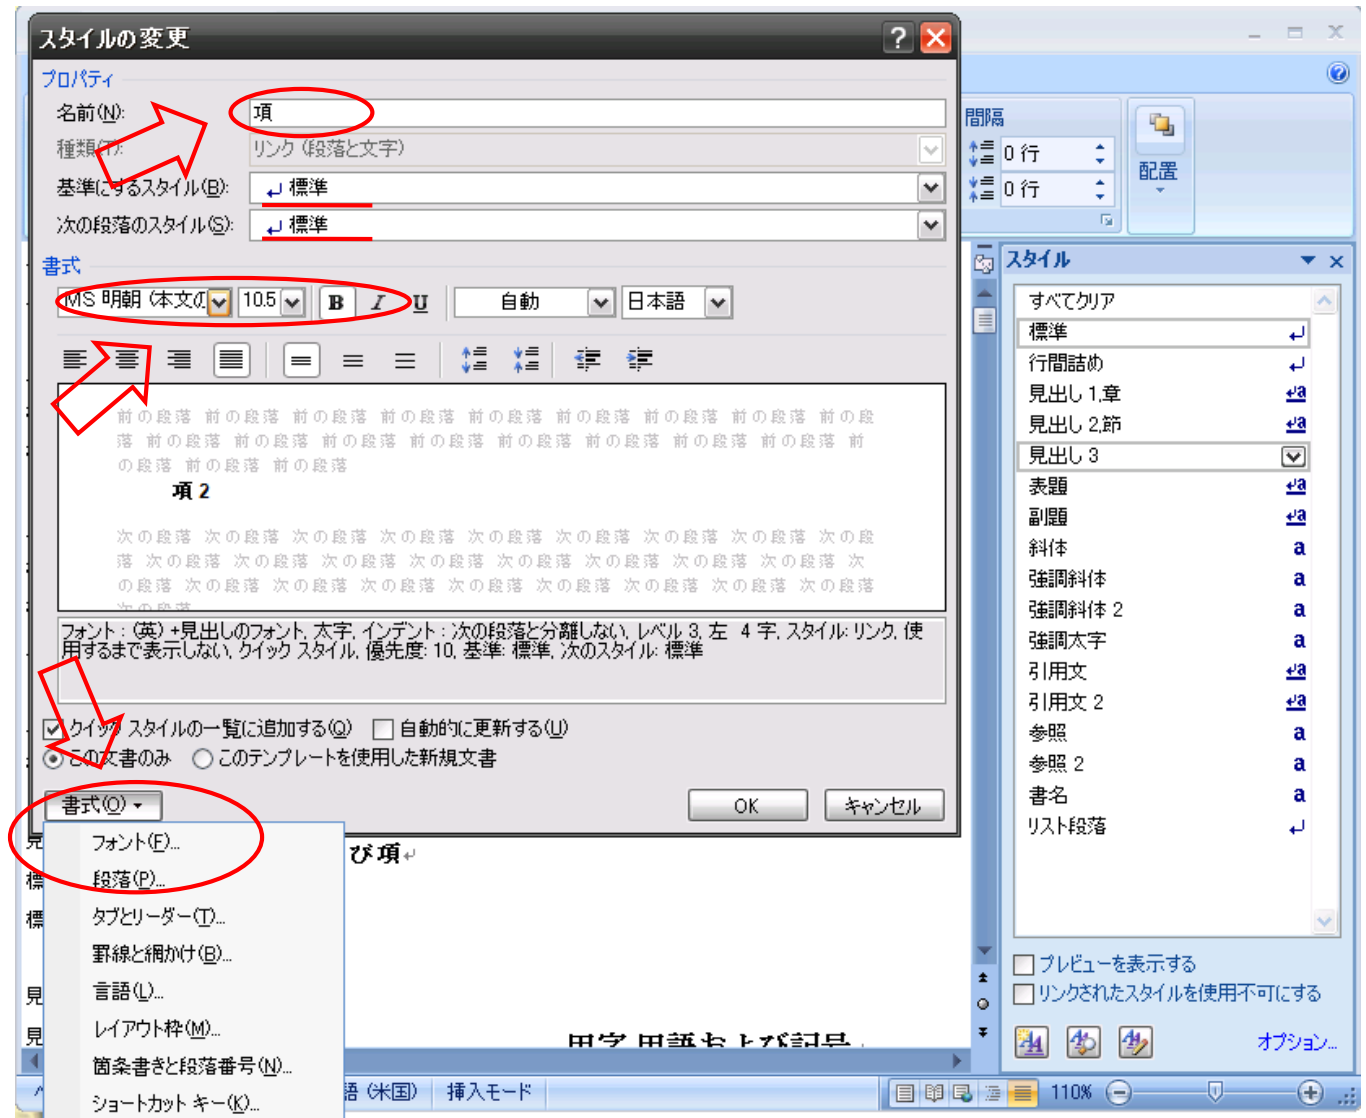 スタイルの変更
プロパティ
名前(N):
項
種類(T):
リンク (段落と文字)
基準にするスタイル(B):
標準
次の段落のスタイル(S):
標準
書式
MS 明朝 (本文の
10.5
B I U
自動
日本語
前の段落 前の段落 前の段落 前の段落 前の段落 前の段落 前の段落 前の段落 前の段
落 前の段落 前の段落 前の段落 前の段落 前の段落 前の段落 前の段落 前の段落 前
の段落 前の段落 前の段落
項 2
次の段落 次の段落 次の段落 次の段落 次の段落 次の段落 次の段落 次の段落 次の段
落 次の段落 次の段落 次の段落 次の段落 次の段落 次の段落 次の段落 次の段落 次
の段落 次の段落 次の段落 次の段落 次の段落 次の段落 次の段落 次の段落 次の段落
次の段落
フォント : (英) +見出しのフォント, 太字, インデント : 次の段落と分離しない, レベル 3, 左 4 字, スタイル: リンク, 使
用するまで表示しない, クイック スタイル, 優先度: 10, 基準: 標準, 次のスタイル: 標準
クイック スタイルの一覧に追加する(Q)
自動的に更新する(U)
この文書のみ
このテンプレートを使用した新規文書
書式(O)
OK
キャンセル
フォント(F)...
段落(P)...
タブとリーダー(T)...
罫線と網かけ(B)...
言語(L)...
レイアウト枠(M)...
箇条書きと段落番号(N)...
ショートカット キー(K)...
見
標
標
見
見
び項
用字 用語および記号
語 (米国)
挿入モード
110%
間隔
0 行
0 行
配置
スタイル
すべてクリア
標準
行間詰め
見出し 1,章
見出し 2,節
見出し 3
表題
副題
斜体
強調斜体
強調斜体 2
強調太字
引用文
引用文 2
参照
参照 2
書名
リスト段落
プレビューを表示する
リンクされたスタイルを使用不可にする
オプション...